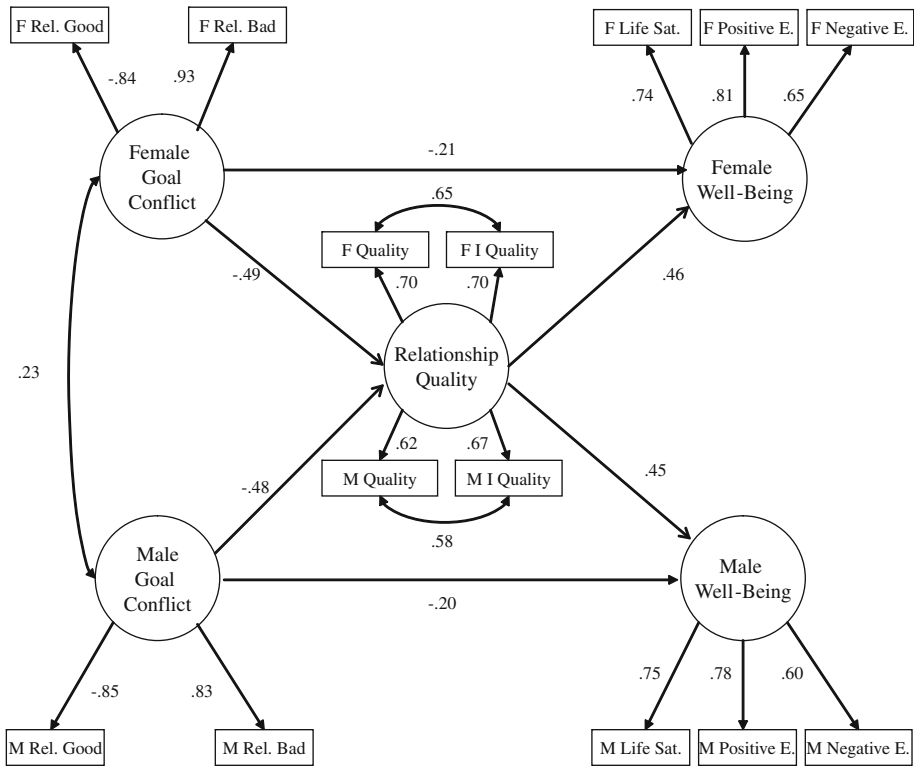 F Rel. Good
F Rel. Bad
F Life Sat.
F Positive E.
F Negative E.
-.84
.93
.74
.81
.65
Female
Goal
Conflict
-.21
Female
Well-Being
.65
F Quality
F I Quality
-.49
.70
.70
.46
.23
Relationship
Quality
.62
.67
M Quality
M I Quality
-.48
.45
.58
Male
Goal
Conflict
-.20
Male
Well-Being
-.85
.83
.75
.78
.60
M Rel. Good
M Rel. Bad
M Life Sat.
M Positive E.
M Negative E.